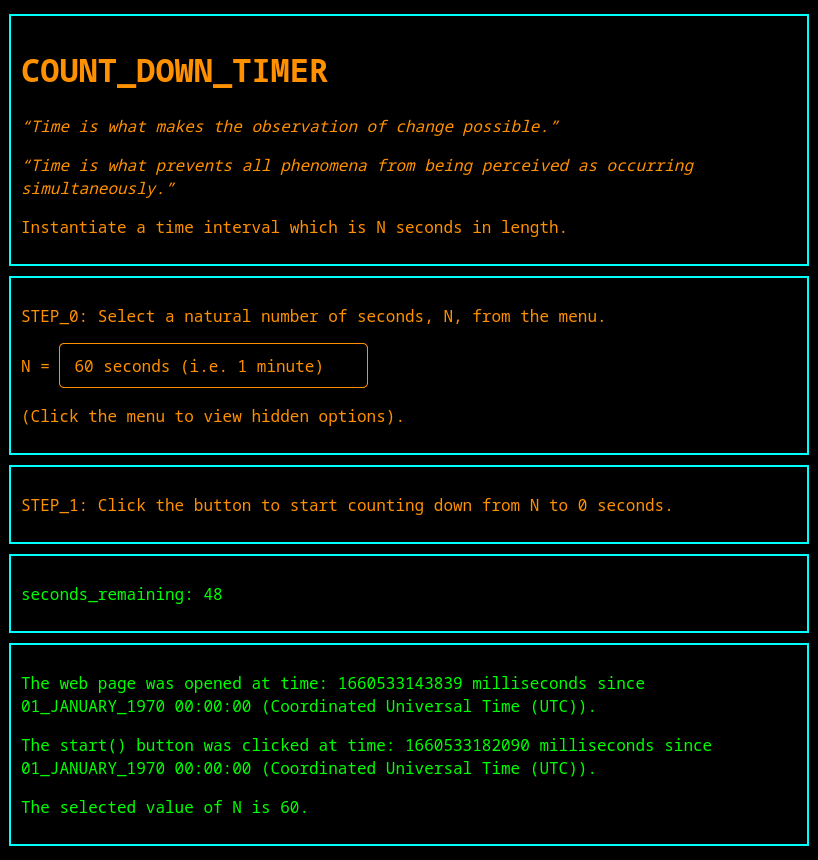 COUNT_DOWN_TIMER
“Time is what makes the observation of change possible.”
“Time is what prevents all phenomena from being perceived as occurring
simultaneously.”
Instantiate a time interval which is N seconds in length.
STEP_0: Select a natural number of seconds, N, from the menu.
N = 60 seconds (i.e. 1 minute)
(Click the menu to view hidden options).
STEP_1: Click the button to start counting down from N to 0 seconds.
seconds_remaining: 48
The web page was opened at time: 1660533143839 milliseconds since
01_JANUARY_1970 00:00:00 (Coordinated Universal Time (UTC)).
The start() button was clicked at time: 1660533182090 milliseconds since
01_JANUARY_1970 00:00:00 (Coordinated Universal Time (UTC)).
The selected value of N is 60.